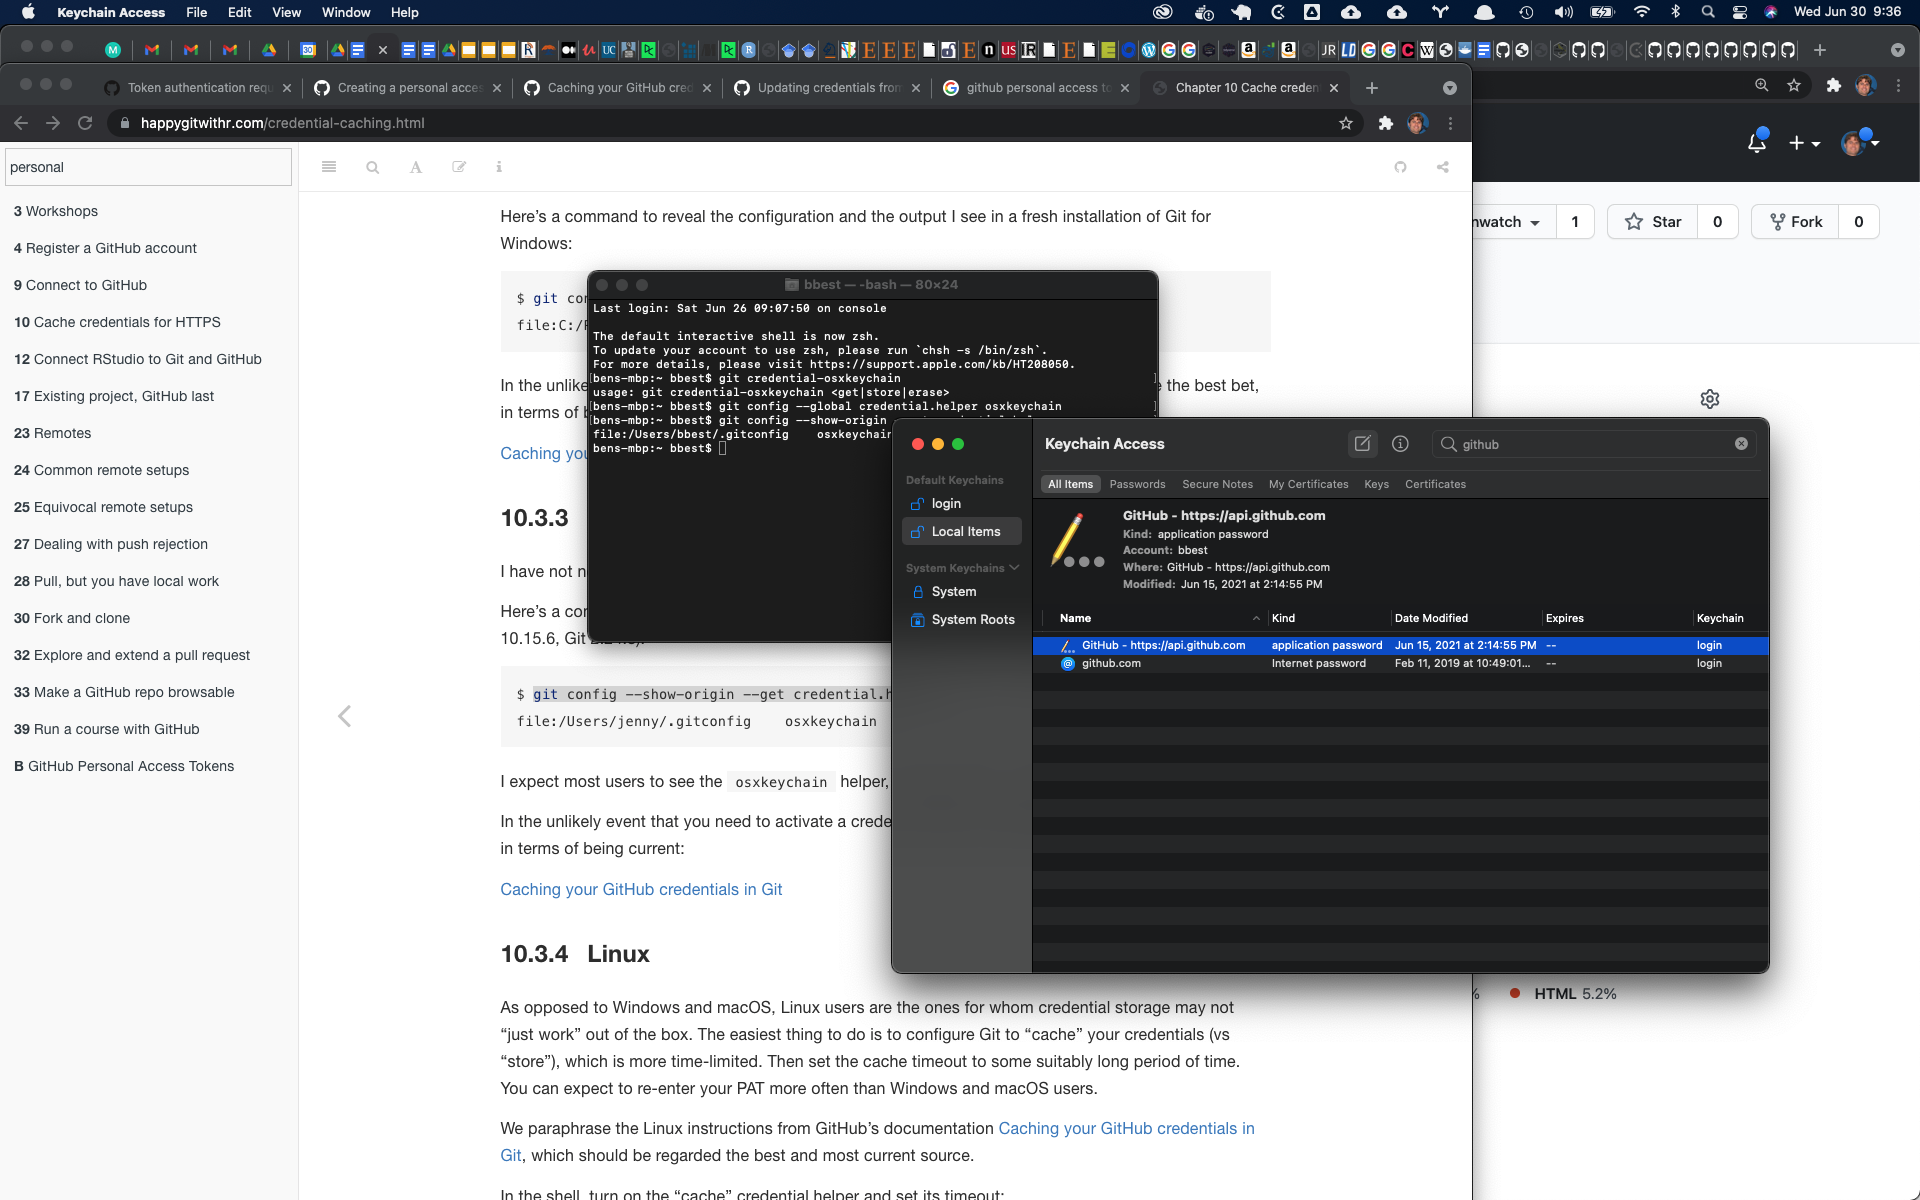 Keychain Access File Edit View Window Help
Wed Jun 30 9:36
Token authentication requ
Creating a personal acces
Caching your GitHub cred
Updating credentials from
github personal access to
Chapter 10 Cache creden
happygitwithr.com/credential-caching.html
personal
3 Workshops
4 Register a GitHub account
9 Connect to GitHub
10 Cache credentials for HTTPS
12 Connect RStudio to Git and GitHub
17 Existing project, GitHub last
23 Remotes
24 Common remote setups
25 Equivocal remote setups
27 Dealing with push rejection
28 Pull, but you have local work
30 Fork and clone
32 Explore and extend a pull request
33 Make a GitHub repo browsable
39 Run a course with GitHub
B GitHub Personal Access Tokens
Here’s a command to reveal the configuration and the output I see in a fresh installation of Git for
Windows:
$ git con
file:C:/P
In the unlike
the best bet,
in terms of b
Caching you
10.3.3
I have not n
Here’s a con
10.15.6, Git 2.24.3):
$ git config --show-origin --get credential.h
file:/Users/jenny/.gitconfig osxkeychain
I expect most users to see the osxkeychain helper,
In the unlikely event that you need to activate a crede
in terms of being current:
Caching your GitHub credentials in Git
10.3.4 Linux
As opposed to Windows and macOS, Linux users are the ones for whom credential storage may not
“just work” out of the box. The easiest thing to do is to configure Git to “cache” your credentials (vs
“store”), which is more time-limited. Then set the cache timeout to some suitably long period of time.
You can expect to re-enter your PAT more often than Windows and macOS users.
We paraphrase the Linux instructions from GitHub’s documentation Caching your GitHub credentials in
Git, which should be regarded the best and most current source.
In the shell, turn on the “cache” credential helper and set its timeout:
bbest — -bash — 80×24
Last login: Sat Jun 26 09:07:50 on console
The default interactive shell is now zsh.
To update your account to use zsh, please run `chsh -s /bin/zsh`.
For more details, please visit https://support.apple.com/kb/HT208050.
[bens-mbp:~ bbest$ git credential-osxkeychain ]
usage: git credential-osxkeychain <get|store|erase>
[bens-mbp:~ bbest$ git config --global credential.helper osxkeychain ]
[bens-mbp:~ bbest$ git config --show-origin
file:/Users/bbest/.gitconfig osxkeychain
bens-mbp:~ bbest$
Keychain Access
github
Default Keychains
login
Local Items
System Keychains
System
System Roots
All Items Passwords Secure Notes My Certificates Keys Certificates
GitHub - https://api.github.com
Kind: application password
Account: bbest
Where: GitHub - https://api.github.com
Modified: Jun 15, 2021 at 2:14:55 PM
Name Kind Date Modified Expires Keychain
GitHub - https://api.github.com application password Jun 15, 2021 at 2:14:55 PM -- login
github.com Internet password Feb 11, 2019 at 10:49:01... -- login
nwatch 1
Star 0
Fork 0
% HTML 5.2%